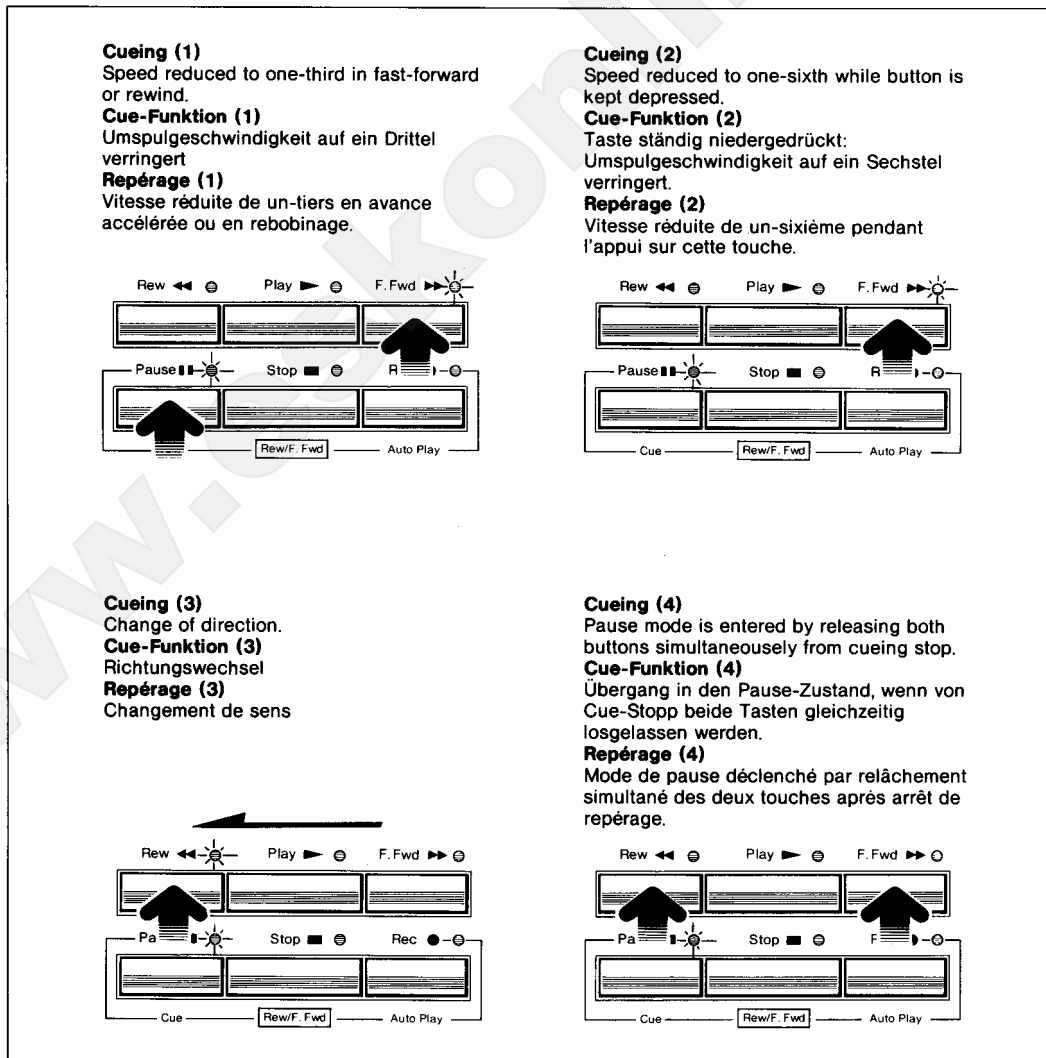 Cueing (1)
Speed reduced to one-third in fast-forward
or rewind.
Cue-Funktion (1)
Umspulgeschwindigkeit auf ein Drittel
verringert
Repérage (1)
Vitesse réduite de un-tiers en avance
accélérée ou en rebobinage.
Rew ◄◄ Play ► F. Fwd ►►
Pause ▮▮ Stop ■ R
Rew/F. Fwd Auto Play
Cueing (2)
Speed reduced to one-sixth while button is
kept depressed.
Cue-Funktion (2)
Taste ständig niedergedrückt:
Umspulgeschwindigkeit auf ein Sechstel
verringert.
Repérage (2)
Vitesse réduite de un-sixième pendant
l'appui sur cette touche.
Rew ◄◄ Play ► F. Fwd ►►
Pause ▮▮ Stop ■ R
Cue Rew/F. Fwd Auto Play
Cueing (3)
Change of direction.
Cue-Funktion (3)
Richtungswechsel
Repérage (3)
Changement de sens
Rew ◄◄ Play ► F. Fwd ►►
Pa Stop ■ Rec ●
Cue Rew/F. Fwd Auto Play
Cueing (4)
Pause mode is entered by releasing both
buttons simultaneousely from cueing stop.
Cue-Funktion (4)
Übergang in den Pause-Zustand, wenn von
Cue-Stopp beide Tasten gleichzeitig
losgelassen werden.
Repérage (4)
Mode de pause déclenché par relâchement
simultané des deux touches après arrêt de
repérage.
Rew ◄◄ Play ► F. Fwd ►►
Pa Stop ■
Cue Rew/F. Fwd Auto Play